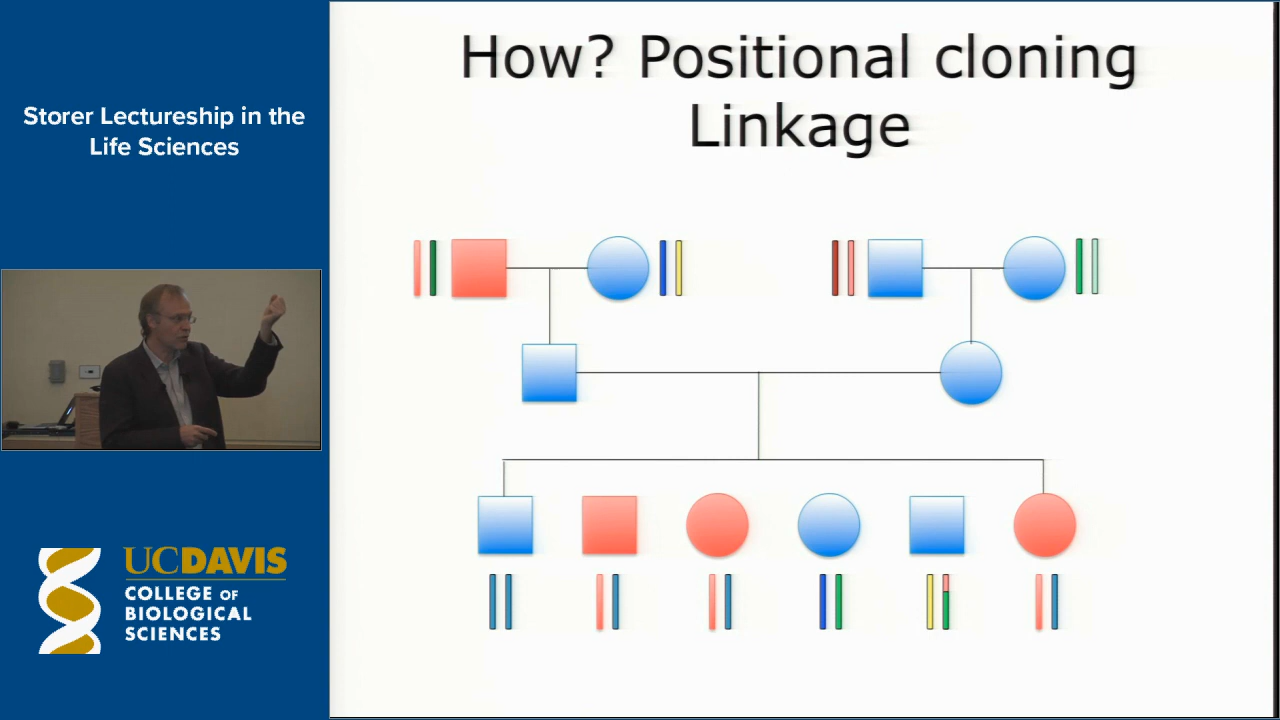 Storer Lectureship in the
Life Sciences
How? Positional cloning
Linkage
UCDAVIS
COLLEGE OF
BIOLOGICAL
SCIENCES